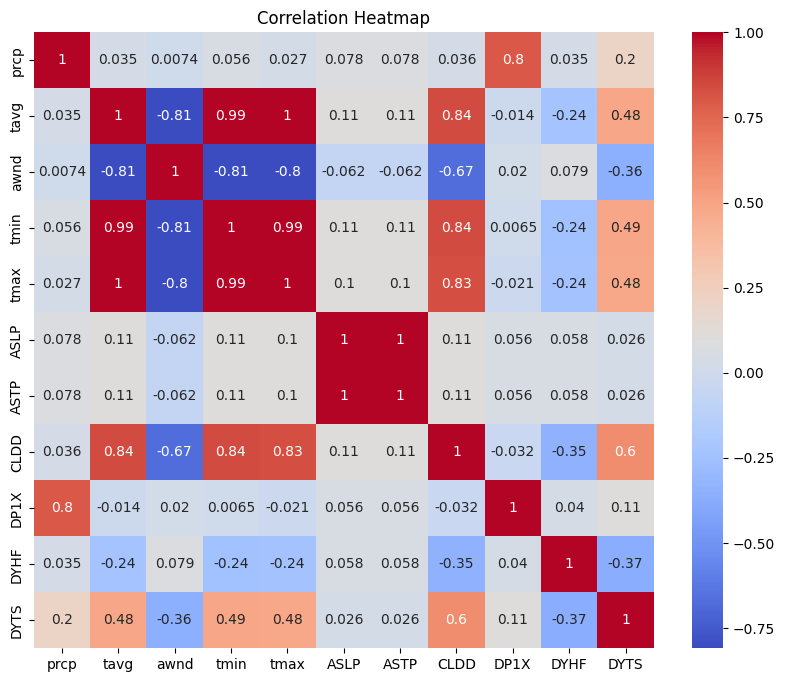 Correlation Heatmap
prcp 1 0.035 0.0074 0.056 0.027 0.078 0.078 0.036 0.8 0.035 0.2
tavg 0.035 1 -0.81 0.99 1 0.11 0.11 0.84 -0.014 -0.24 0.48
awnd 0.0074 -0.81 1 -0.81 -0.8 -0.062 -0.062 -0.67 0.02 0.079 -0.36
tmin 0.056 0.99 -0.81 1 0.99 0.11 0.11 0.84 0.0065 -0.24 0.49
tmax 0.027 1 -0.8 0.99 1 0.1 0.1 0.83 -0.021 -0.24 0.48
ASLP 0.078 0.11 -0.062 0.11 0.1 1 1 0.11 0.056 0.058 0.026
ASTP 0.078 0.11 -0.062 0.11 0.1 1 1 0.11 0.056 0.058 0.026
CLDD 0.036 0.84 -0.67 0.84 0.83 0.11 0.11 1 -0.032 -0.35 0.6
DP1X 0.8 -0.014 0.02 0.0065 -0.021 0.056 0.056 -0.032 1 0.04 0.11
DYHF 0.035 -0.24 0.079 -0.24 -0.24 0.058 0.058 -0.35 0.04 1 -0.37
DYTS 0.2 0.48 -0.36 0.49 0.48 0.026 0.026 0.6 0.11 -0.37 1
prcp tavg awnd tmin tmax ASLP ASTP CLDD DP1X DYHF DYTS
1.00
0.75
0.50
0.25
0.00
−0.25
−0.50
−0.75